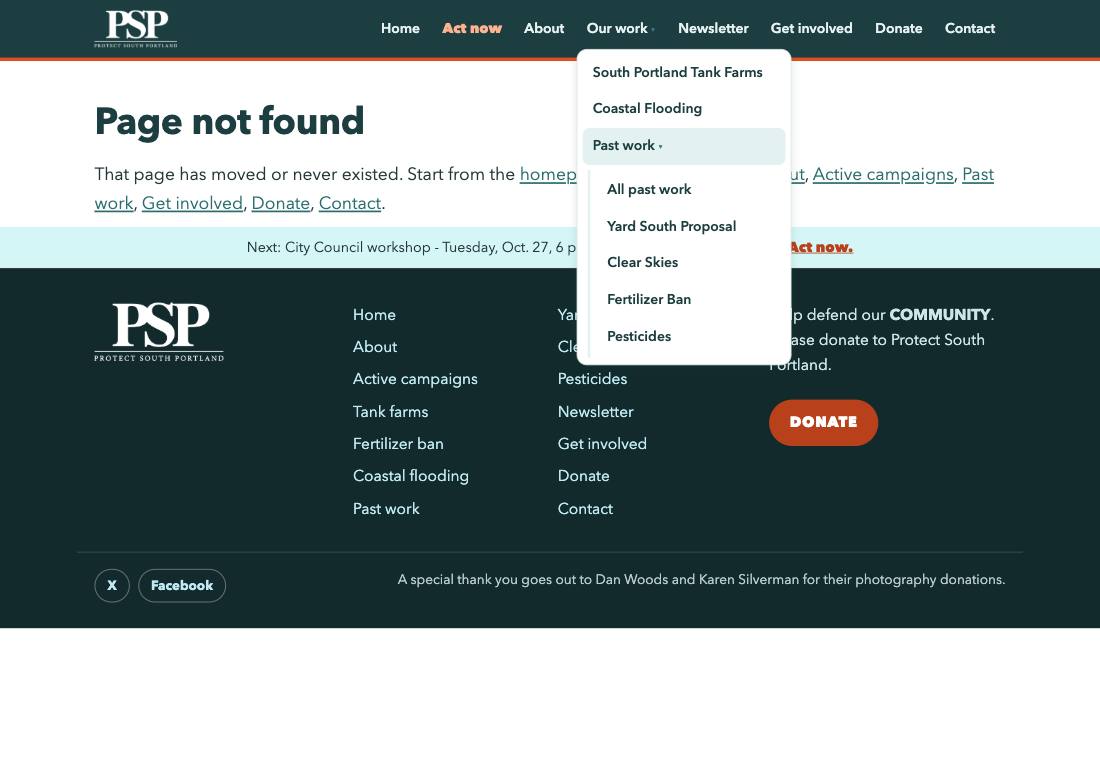 PSP
PROTECT SOUTH PORTLAND
Home Act now About Our work Newsletter Get involved Donate Contact
South Portland Tank Farms
Coastal Flooding
Past work
All past work
Yard South Proposal
Clear Skies
Fertilizer Ban
Pesticides
Page not found
That page has moved or never existed. Start from the , Active campaigns, Past
work, Get involved, Donate, Contact.
Next: City Council workshop - Tuesday, Oct. 27, 6 Act now.
PSP
PROTECT SOUTH PORTLAND
Home
About
Active campaigns
Tank farms
Fertilizer ban
Coastal flooding
Past work
Pesticides
Newsletter
Get involved
Donate
Contact
defend our COMMUNITY.
donate to Protect South
Portland.
DONATE
X Facebook
A special thank you goes out to Dan Woods and Karen Silverman for their photography donations.